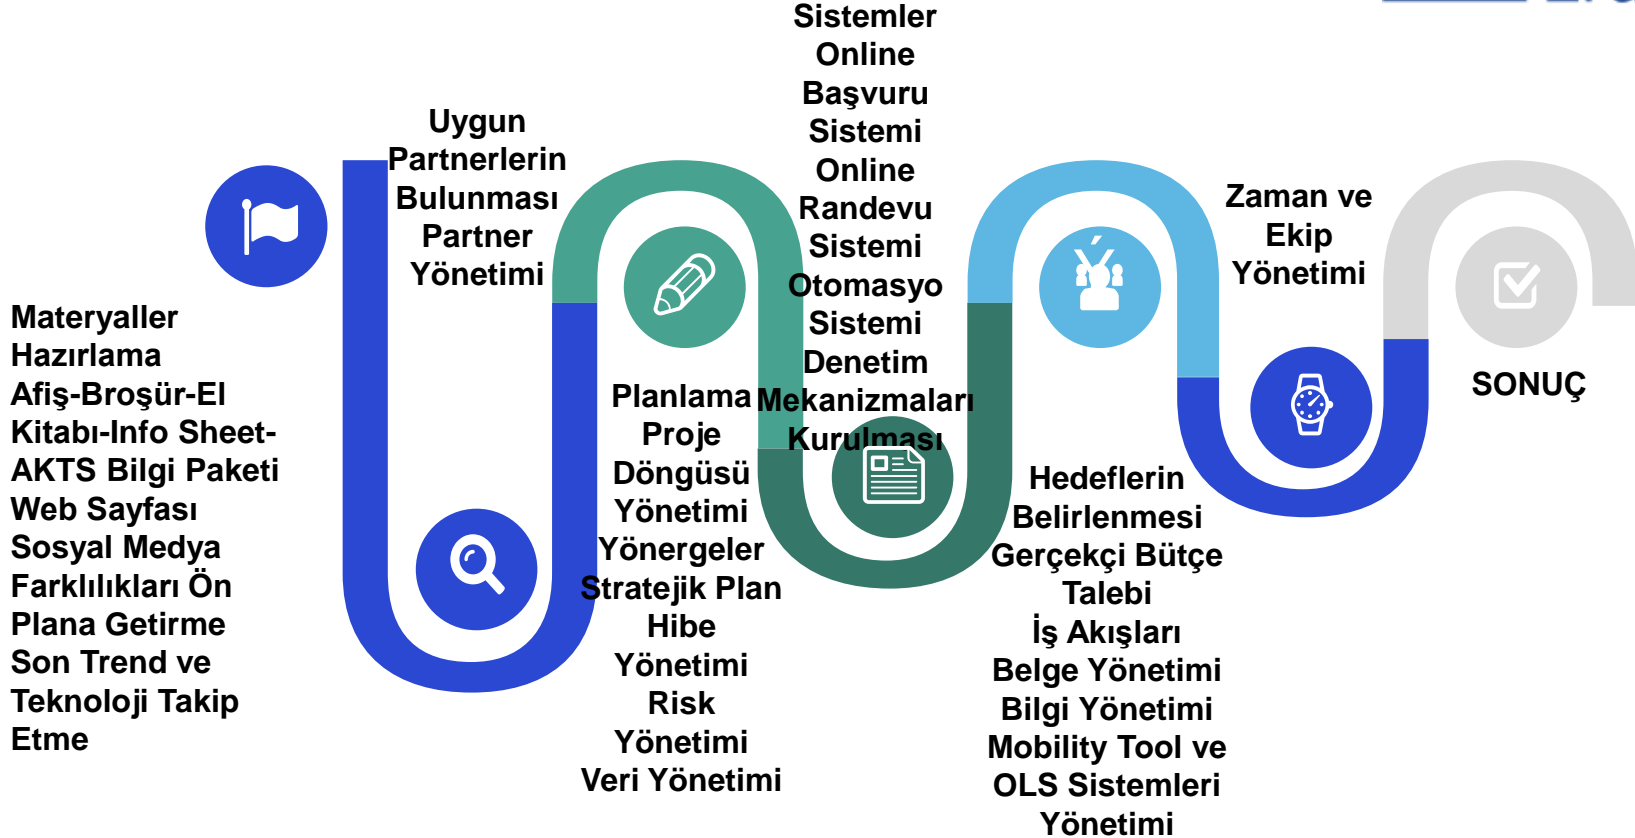 Materyaller
Hazırlama
Afiş-Broşür-El
Kitabı-Info Sheet-
AKTS Bilgi Paketi
Web Sayfası
Sosyal Medya
Farklılıkları Ön
Plana Getirme
Son Trend ve
Teknoloji Takip
Etme
Uygun
Partnerlerin
Bulunması
Partner
Yönetimi
Planlama
Proje
Döngüsü
Yönetimi
Yönergeler
Stratejik Plan
Hibe
Yönetimi
Risk
Yönetimi
Veri Yönetimi
Sistemler
Online
Başvuru
Sistemi
Online
Randevu
Sistemi
Otomasyo
Sistemi
Denetim
Mekanizmaları
Kurulması
Hedeflerin
Belirlenmesi
Gerçekçi Bütçe
Talebi
İş Akışları
Belge Yönetimi
Bilgi Yönetimi
Mobility Tool ve
OLS Sistemleri
Yönetimi
Zaman ve
Ekip
Yönetimi
SONUÇ